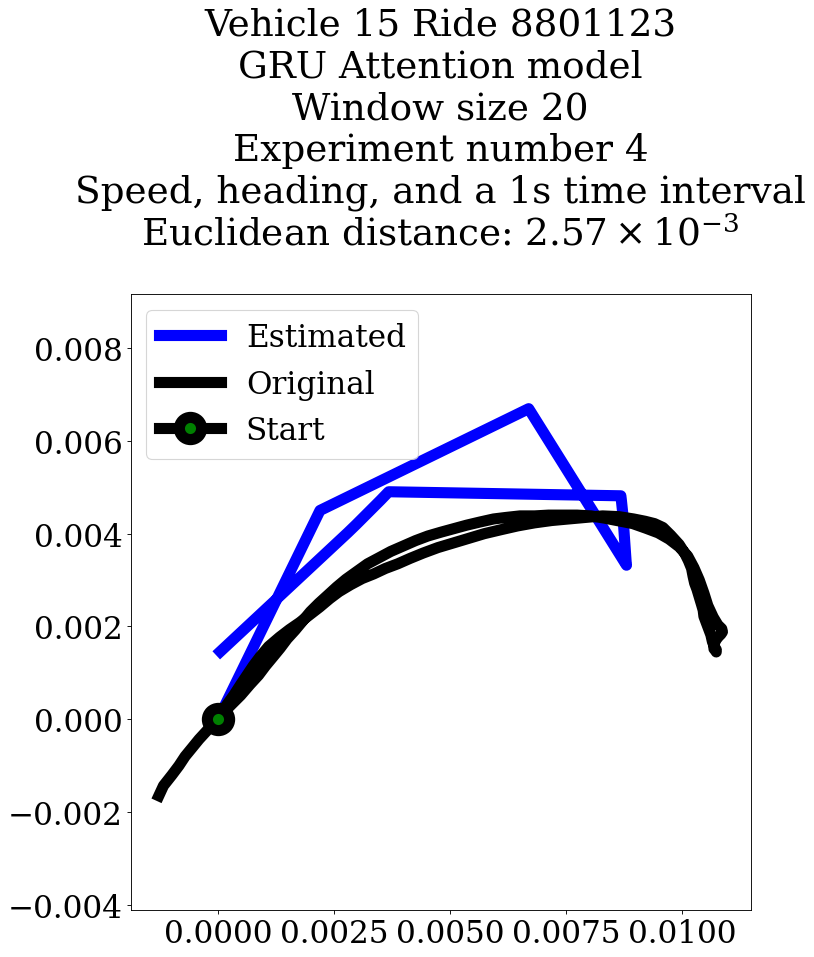 Vehicle 15 Ride 8801123
GRU Attention model
Window size 20
Experiment number 4
Speed, heading, and a 1s time interval
Euclidean distance: 2.57 × 10⁻³
Estimated
Original
Start
0.008
0.006
0.004
0.002
0.000
−0.002
−0.004
0.0000 0.0025 0.0050 0.0075 0.0100